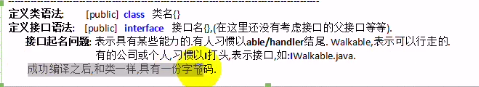 定义类语法: [public] class 类名{}
定义接口语法: [public] interface 接口名{},(在这里还没有考虑接口的父接口等等).
接口起名问题: 表示具有某些能力的.有人习惯以able/handler结尾. Walkable,表示可以行走的.
有的公司或个人,习惯以I打头,表示接口,如:IWalkable.java.
成功编译之后,和类一样,具有一份字节码.